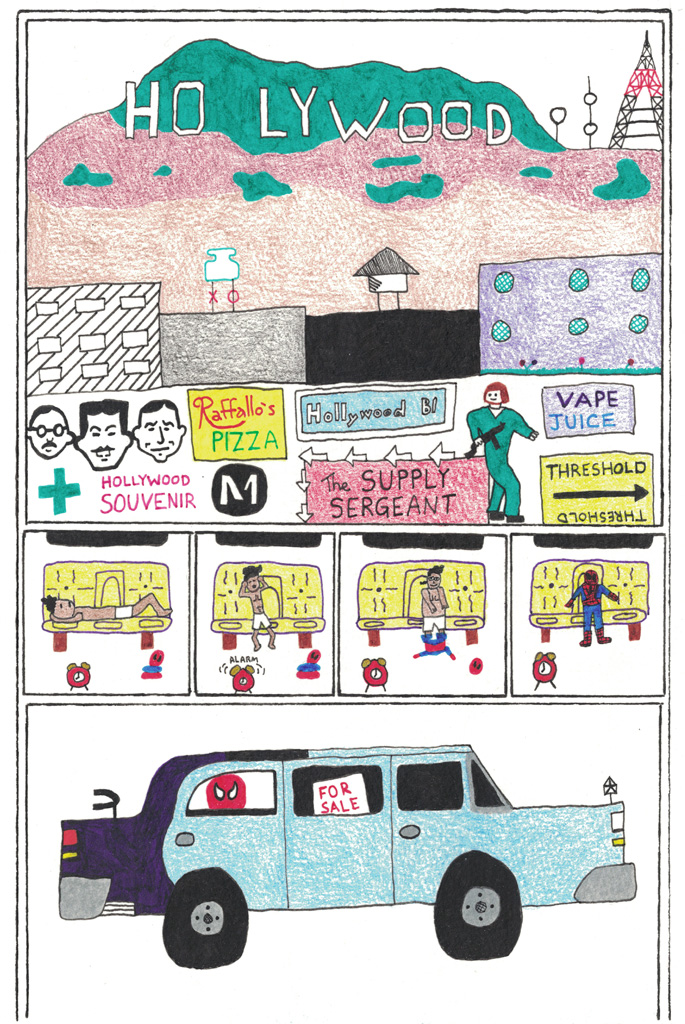 HO LYWOOD
Raffallo's
PIZZA
Hollywood Bl
VAPE
JUICE
HOLLYWOOD
SOUVENIR
M
The SUPPLY
SERGEANT
THRESHOLD
THRESHOLD
ALARM
FOR
SALE